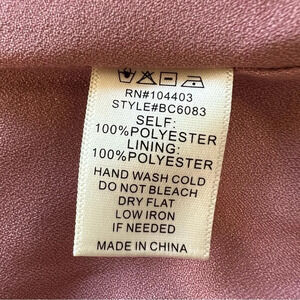 RN#104403
STYLE#BC6083
SELF:
100%POLYESTER
LINING:
100%POLYESTER
HAND WASH COLD
DO NOT BLEACH
DRY FLAT
LOW IRON
IF NEEDED
MADE IN CHINA